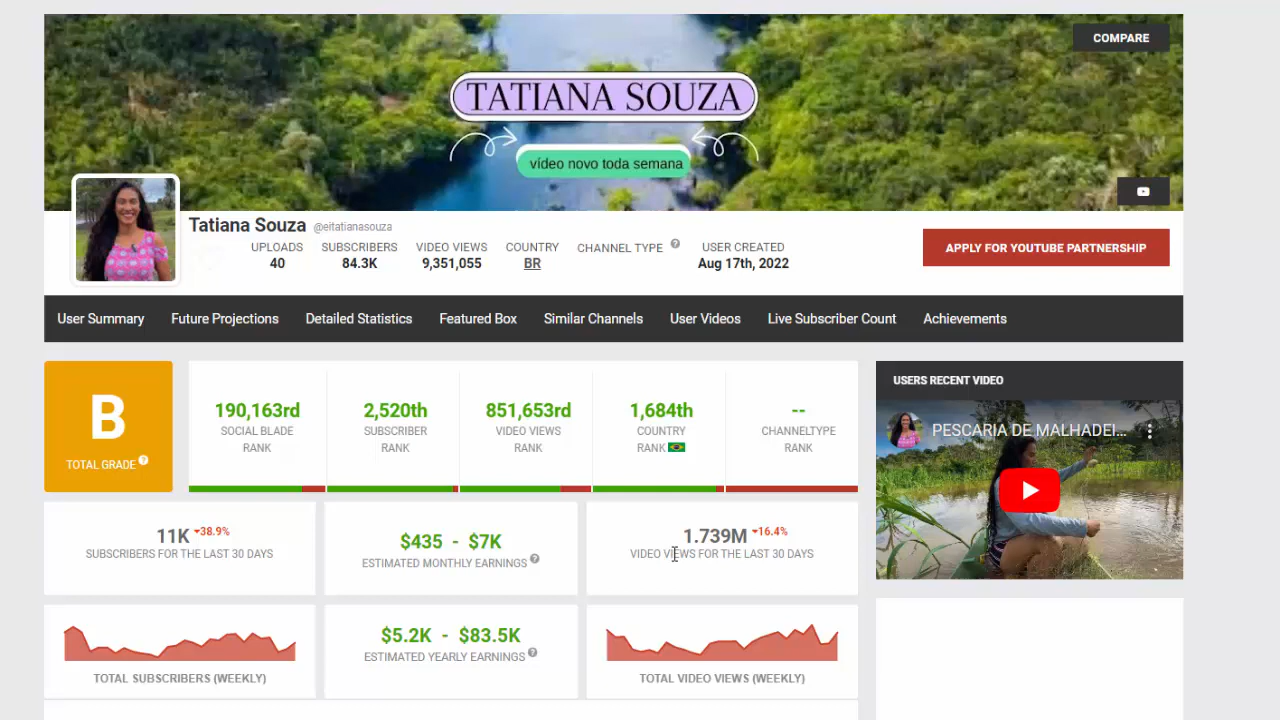 COMPARE
TATIANA SOUZA
vídeo novo toda semana
Tatiana Souza @eitatianasouza
UPLOADS SUBSCRIBERS VIDEO VIEWS COUNTRY CHANNEL TYPE ? USER CREATED
40 84.3K 9,351,055 BR Aug 17th, 2022
APPLY FOR YOUTUBE PARTNERSHIP
User Summary Future Projections Detailed Statistics Featured Box Similar Channels User Videos Live Subscriber Count Achievements
B
TOTAL GRADE ?
190,163rd
SOCIAL BLADE
RANK
2,520th
SUBSCRIBER
RANK
851,653rd
VIDEO VIEWS
RANK
1,684th
COUNTRY
RANK
--
CHANNELTYPE
RANK
USERS RECENT VIDEO
PESCARIA DE MALHADEI...
11K 38.9%
SUBSCRIBERS FOR THE LAST 30 DAYS
$435 - $7K
ESTIMATED MONTHLY EARNINGS ?
1.739M 16.4%
VIDEO VIEWS FOR THE LAST 30 DAYS
TOTAL SUBSCRIBERS (WEEKLY)
$5.2K - $83.5K
ESTIMATED YEARLY EARNINGS ?
TOTAL VIDEO VIEWS (WEEKLY)